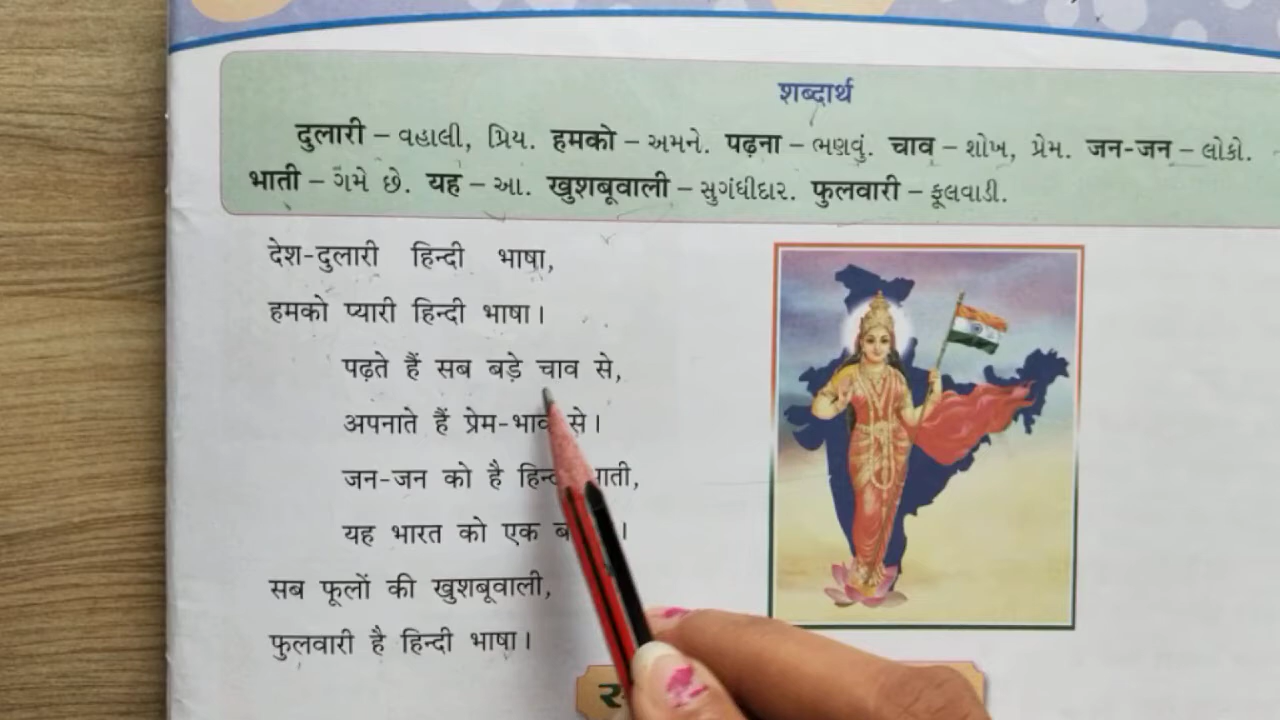 शब्दार्थ
दुलारी – વહાલી, પ્રિય. हमको – અમને. पढ़ना – ભણવું. चाव – શોખ, પ્રેમ. जन-जन – લોકો.
भाती – ગમે છે. यह – આ. खुशबूवाली – સુગંધીદાર. फुलवारी – ફૂલવાડી.
देश-दुलारी हिन्दी भाषा,
हमको प्यारी हिन्दी भाषा।
पढ़ते हैं सब बड़े चाव से,
अपनाते हैं प्रेम-भाव से।
जन-जन को है
यह भारत को एक
सब फूलों की खुशबूवाली,
फुलवारी है हिन्दी भाषा।